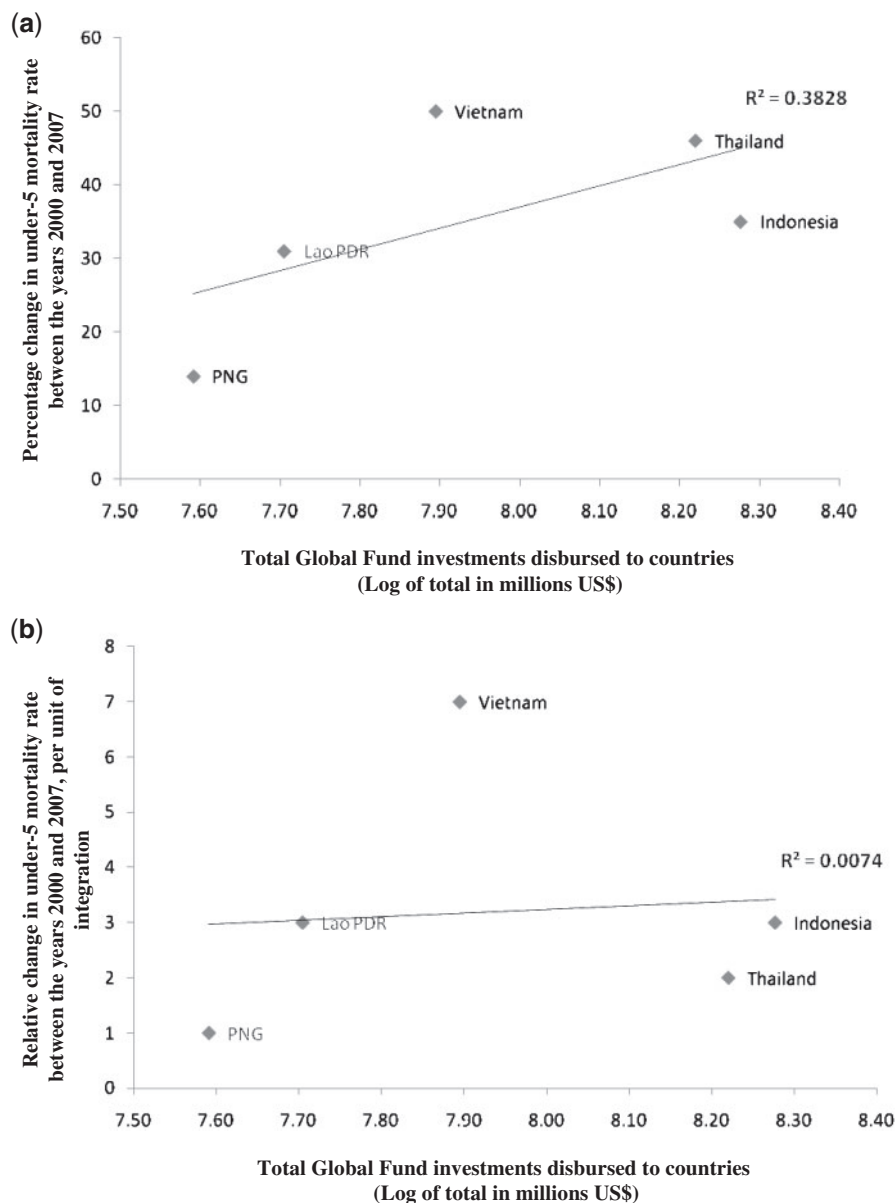 (a)
Percentage change in under-5 mortality rate
between the years 2000 and 2007
60
50
40
30
20
10
0
R² = 0.3828
Vietnam
Thailand
Indonesia
Lao PDR
PNG
7.50 7.60 7.70 7.80 7.90 8.00 8.10 8.20 8.30 8.40
Total Global Fund investments disbursed to countries
(Log of total in millions US$)
(b)
Relative change in under-5 mortality rate
between the years 2000 and 2007, per unit of
integration
8
7
6
5
4
3
2
1
0
Vietnam
R² = 0.0074
Lao PDR
Indonesia
Thailand
PNG
7.50 7.60 7.70 7.80 7.90 8.00 8.10 8.20 8.30 8.40
Total Global Fund investments disbursed to countries
(Log of total in millions US$)